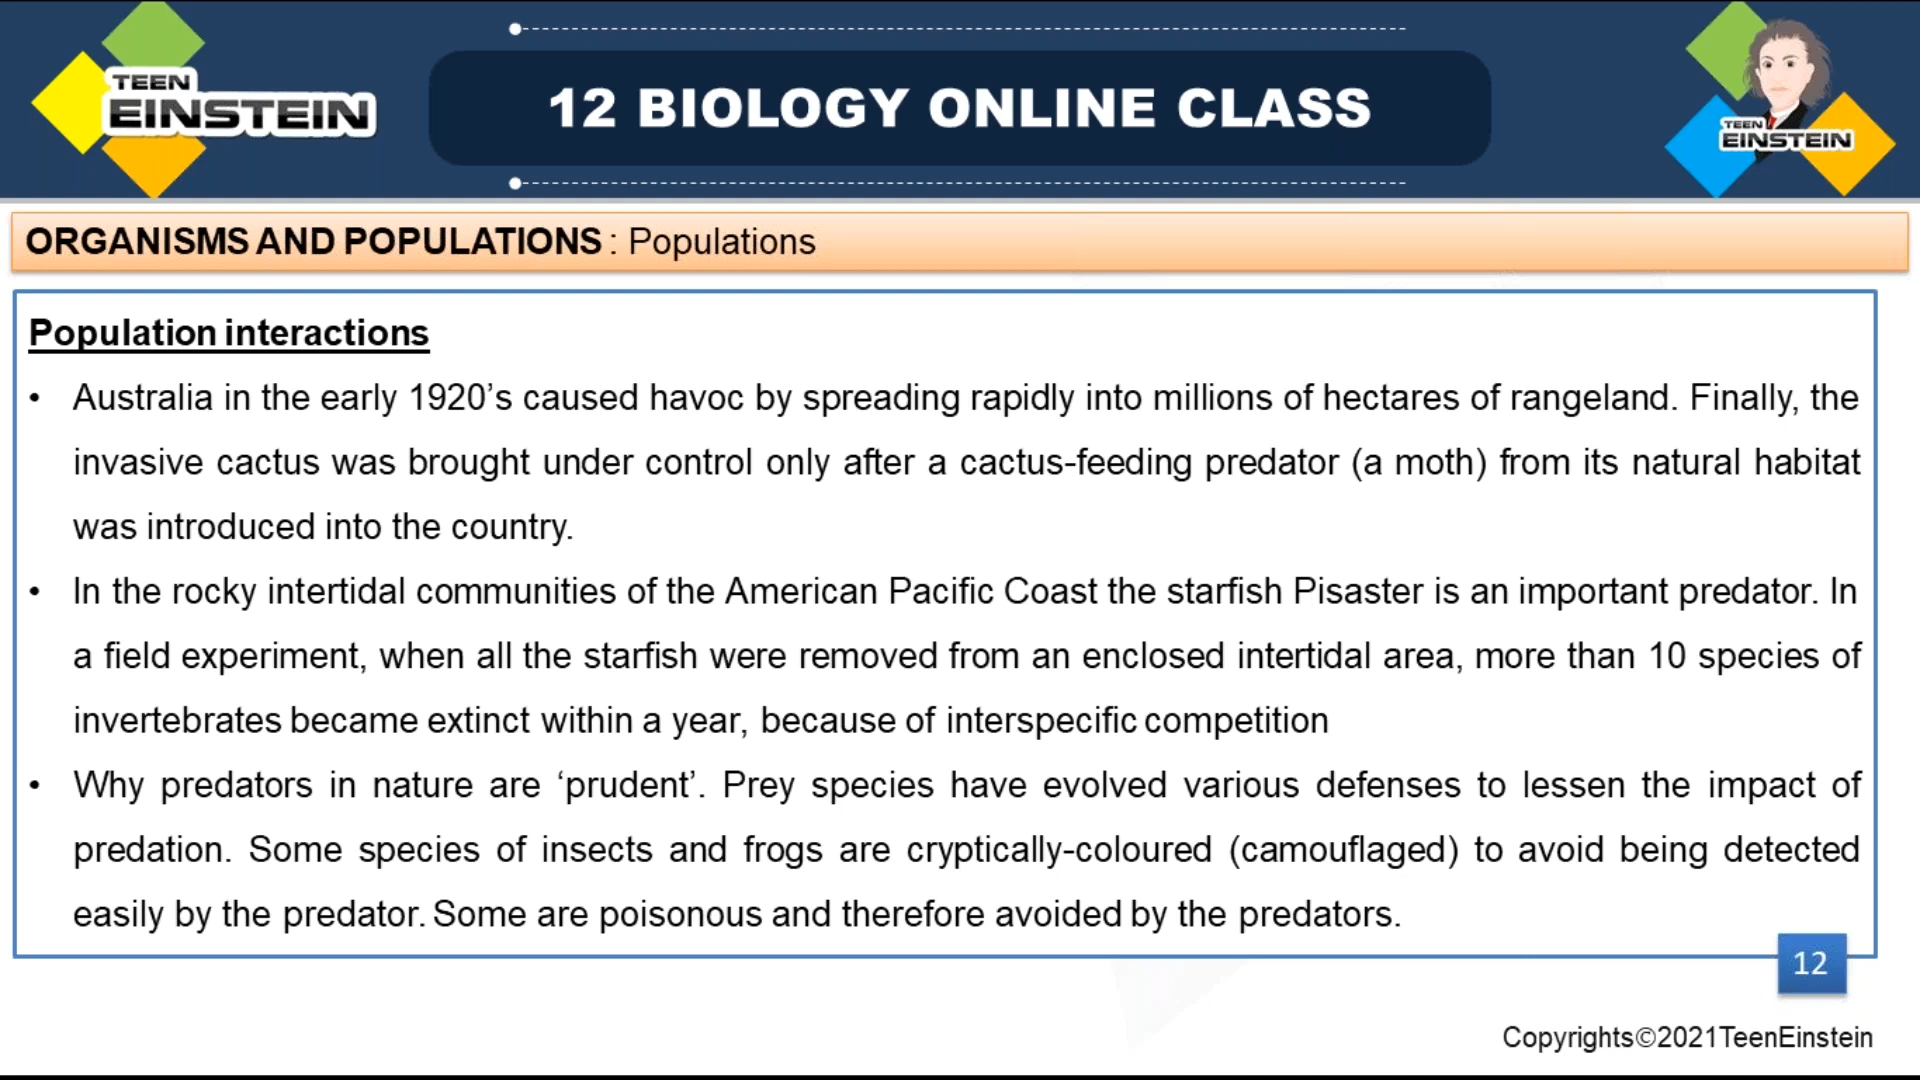 TEEN
EINSTEIN
12 BIOLOGY ONLINE CLASS
TEEN
EINSTEIN
ORGANISMS AND POPULATIONS : Populations
Population interactions
• Australia in the early 1920’s caused havoc by spreading rapidly into millions of hectares of rangeland. Finally, the
invasive cactus was brought under control only after a cactus-feeding predator (a moth) from its natural habitat
was introduced into the country.
• In the rocky intertidal communities of the American Pacific Coast the starfish Pisaster is an important predator. In
a field experiment, when all the starfish were removed from an enclosed intertidal area, more than 10 species of
invertebrates became extinct within a year, because of interspecific competition
• Why predators in nature are ‘prudent’. Prey species have evolved various defenses to lessen the impact of
predation. Some species of insects and frogs are cryptically-coloured (camouflaged) to avoid being detected
easily by the predator. Some are poisonous and therefore avoided by the predators.
12
Copyrights©2021TeenEinstein